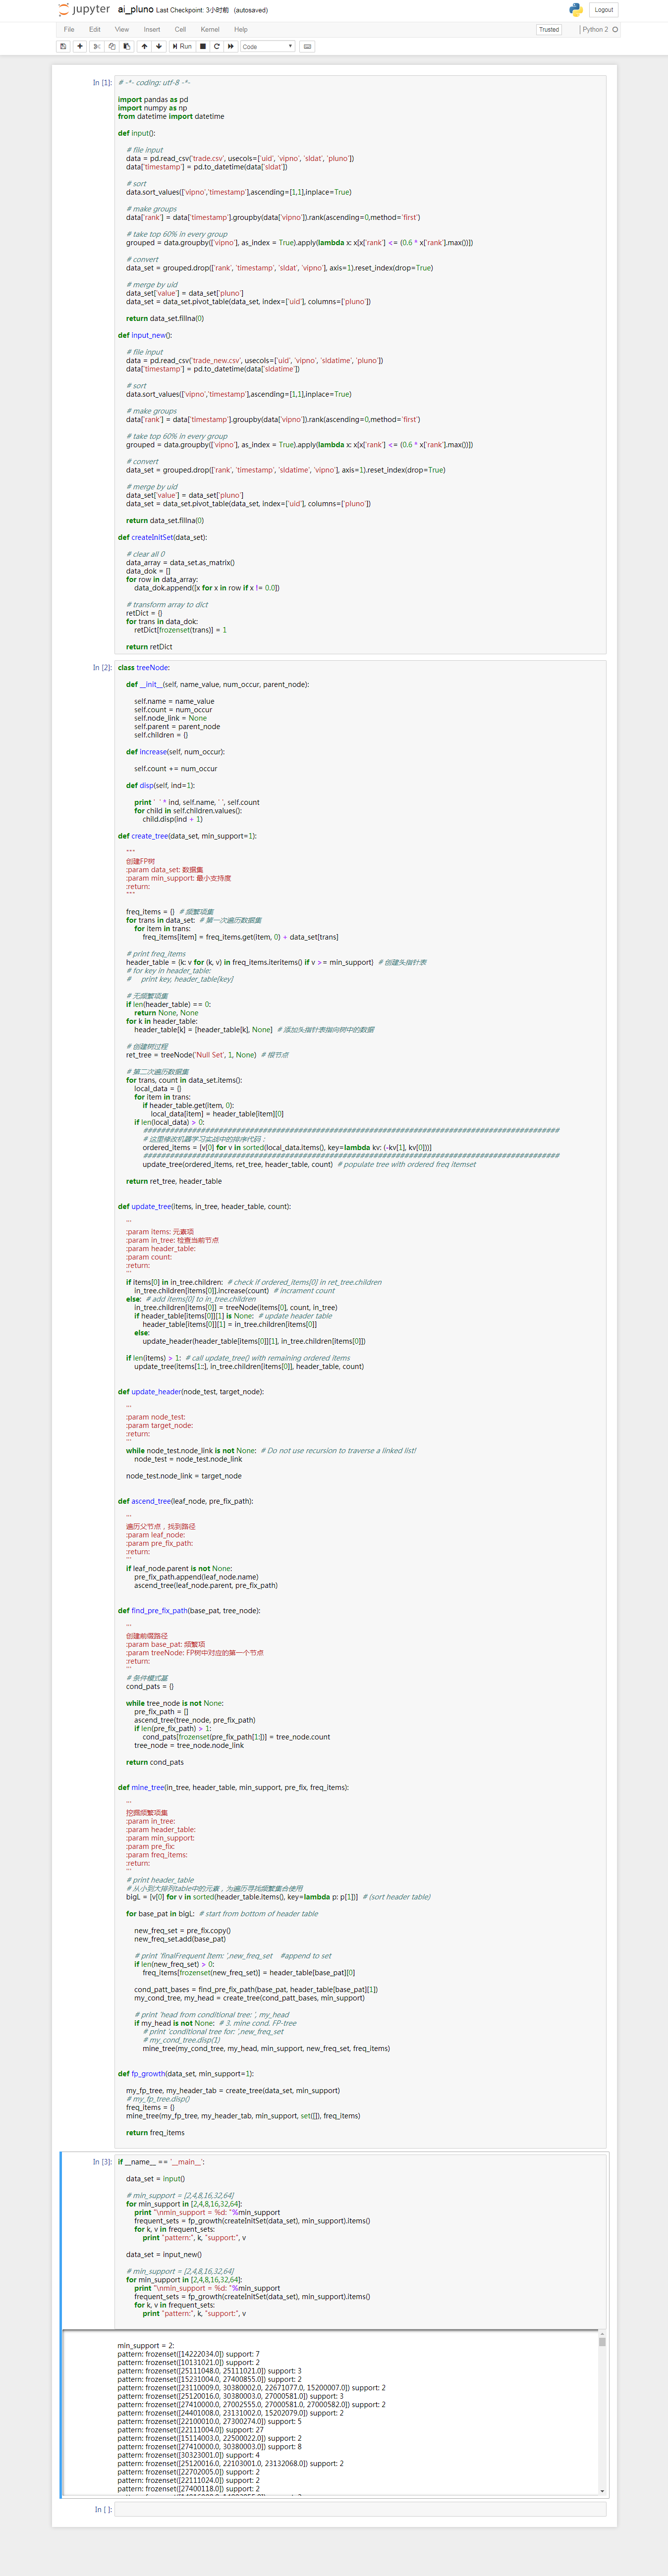 jupyter ai_pluno Last Checkpoint: 3小时前 (autosaved)
Logout
File Edit View Insert Cell Kernel Help
Trusted
Python 2
Run
Code
In [1]:
# -*- coding: utf-8 -*-
import pandas as pd
import numpy as np
from datetime import datetime
def input():
# file input
data = pd.read_csv('trade.csv', usecols=['uid', 'vipno', 'sldat', 'pluno'])
data['timestamp'] = pd.to_datetime(data['sldat'])
# sort
data.sort_values(['vipno','timestamp'],ascending=[1,1],inplace=True)
# make groups
data['rank'] = data['timestamp'].groupby(data['vipno']).rank(ascending=0,method='first')
# take top 60% in every group
grouped = data.groupby(['vipno'], as_index = True).apply(lambda x: x[x['rank'] <= (0.6 * x['rank'].max())])
# convert
data_set = grouped.drop(['rank', 'timestamp', 'sldat', 'vipno'], axis=1).reset_index(drop=True)
# merge by uid
data_set['value'] = data_set['pluno']
data_set = data_set.pivot_table(data_set, index=['uid'], columns=['pluno'])
return data_set.fillna(0)
def input_new():
# file input
data = pd.read_csv('trade_new.csv', usecols=['uid', 'vipno', 'sldatime', 'pluno'])
data['timestamp'] = pd.to_datetime(data['sldatime'])
# sort
data.sort_values(['vipno','timestamp'],ascending=[1,1],inplace=True)
# make groups
data['rank'] = data['timestamp'].groupby(data['vipno']).rank(ascending=0,method='first')
# take top 60% in every group
grouped = data.groupby(['vipno'], as_index = True).apply(lambda x: x[x['rank'] <= (0.6 * x['rank'].max())])
# convert
data_set = grouped.drop(['rank', 'timestamp', 'sldatime', 'vipno'], axis=1).reset_index(drop=True)
# merge by uid
data_set['value'] = data_set['pluno']
data_set = data_set.pivot_table(data_set, index=['uid'], columns=['pluno'])
return data_set.fillna(0)
def createInitSet(data_set):
# clear all 0
data_array = data_set.as_matrix()
data_dok = []
for row in data_array:
data_dok.append([x for x in row if x != 0.0])
# transform array to dict
retDict = {}
for trans in data_dok:
retDict[frozenset(trans)] = 1
return retDict
In [2]:
class treeNode:
def __init__(self, name_value, num_occur, parent_node):
self.name = name_value
self.count = num_occur
self.node_link = None
self.parent = parent_node
self.children = {}
def increase(self, num_occur):
self.count += num_occur
def disp(self, ind=1):
print ' ' * ind, self.name, ' ', self.count
for child in self.children.values():
child.disp(ind + 1)
def create_tree(data_set, min_support=1):
"""
创建FP树
:param data_set: 数据集
:param min_support: 最小支持度
:return:
"""
freq_items = {} # 频繁项集
for trans in data_set: # 第一次遍历数据集
for item in trans:
freq_items[item] = freq_items.get(item, 0) + data_set[trans]
# print freq_items
header_table = {k: v for (k, v) in freq_items.iteritems() if v >= min_support} # 创建头指针表
# for key in header_table:
# print key, header_table[key]
# 无频繁项集
if len(header_table) == 0:
return None, None
for k in header_table:
header_table[k] = [header_table[k], None] # 添加头指针表指向树中的数据
# 创建树过程
ret_tree = treeNode('Null Set', 1, None) # 根节点
# 第二次遍历数据集
for trans, count in data_set.items():
local_data = {}
for item in trans:
if header_table.get(item, 0):
local_data[item] = header_table[item][0]
if len(local_data) > 0:
##############################################################################################
# 这里修改机器学习实战中的排序代码：
ordered_items = [v[0] for v in sorted(local_data.items(), key=lambda kv: (-kv[1], kv[0]))]
##############################################################################################
update_tree(ordered_items, ret_tree, header_table, count) # populate tree with ordered freq itemset
return ret_tree, header_table
def update_tree(items, in_tree, header_table, count):
'''
:param items: 元素项
:param in_tree: 检查当前节点
:param header_table:
:param count:
:return:
'''
if items[0] in in_tree.children: # check if ordered_items[0] in ret_tree.children
in_tree.children[items[0]].increase(count) # incrament count
else: # add items[0] to in_tree.children
in_tree.children[items[0]] = treeNode(items[0], count, in_tree)
if header_table[items[0]][1] is None: # update header table
header_table[items[0]][1] = in_tree.children[items[0]]
else:
update_header(header_table[items[0]][1], in_tree.children[items[0]])
if len(items) > 1: # call update_tree() with remaining ordered items
update_tree(items[1::], in_tree.children[items[0]], header_table, count)
def update_header(node_test, target_node):
'''
:param node_test:
:param target_node:
:return:
'''
while node_test.node_link is not None: # Do not use recursion to traverse a linked list!
node_test = node_test.node_link
node_test.node_link = target_node
def ascend_tree(leaf_node, pre_fix_path):
'''
遍历父节点，找到路径
:param leaf_node:
:param pre_fix_path:
:return:
'''
if leaf_node.parent is not None:
pre_fix_path.append(leaf_node.name)
ascend_tree(leaf_node.parent, pre_fix_path)
def find_pre_fix_path(base_pat, tree_node):
'''
创建前缀路径
:param base_pat: 频繁项
:param treeNode: FP树中对应的第一个节点
:return:
'''
# 条件模式基
cond_pats = {}
while tree_node is not None:
pre_fix_path = []
ascend_tree(tree_node, pre_fix_path)
if len(pre_fix_path) > 1:
cond_pats[frozenset(pre_fix_path[1:])] = tree_node.count
tree_node = tree_node.node_link
return cond_pats
def mine_tree(in_tree, header_table, min_support, pre_fix, freq_items):
'''
挖掘频繁项集
:param in_tree:
:param header_table:
:param min_support:
:param pre_fix:
:param freq_items:
:return:
'''
# print header_table
# 从小到大排列table中的元素，为遍历寻找频繁集合使用
bigL = [v[0] for v in sorted(header_table.items(), key=lambda p: p[1])] # (sort header table)
for base_pat in bigL: # start from bottom of header table
new_freq_set = pre_fix.copy()
new_freq_set.add(base_pat)
# print 'finalFrequent Item: ',new_freq_set #append to set
if len(new_freq_set) > 0:
freq_items[frozenset(new_freq_set)] = header_table[base_pat][0]
cond_patt_bases = find_pre_fix_path(base_pat, header_table[base_pat][1])
my_cond_tree, my_head = create_tree(cond_patt_bases, min_support)
# print 'head from conditional tree: ', my_head
if my_head is not None: # 3. mine cond. FP-tree
# print 'conditional tree for: ',new_freq_set
# my_cond_tree.disp(1)
mine_tree(my_cond_tree, my_head, min_support, new_freq_set, freq_items)
def fp_growth(data_set, min_support=1):
my_fp_tree, my_header_tab = create_tree(data_set, min_support)
# my_fp_tree.disp()
freq_items = {}
mine_tree(my_fp_tree, my_header_tab, min_support, set([]), freq_items)
return freq_items
In [3]:
if __name__ == '__main__':
data_set = input()
# min_support = [2,4,8,16,32,64]
for min_support in [2,4,8,16,32,64]:
print "\nmin_support = %d: "%min_support
frequent_sets = fp_growth(createInitSet(data_set), min_support).items()
for k, v in frequent_sets:
print "pattern:", k, "support:", v
data_set = input_new()
# min_support = [2,4,8,16,32,64]
for min_support in [2,4,8,16,32,64]:
print "\nmin_support = %d: "%min_support
frequent_sets = fp_growth(createInitSet(data_set), min_support).items()
for k, v in frequent_sets:
print "pattern:", k, "support:", v
min_support = 2:
pattern: frozenset([14222034.0]) support: 7
pattern: frozenset([10131021.0]) support: 2
pattern: frozenset([25111048.0, 25111021.0]) support: 3
pattern: frozenset([15231004.0, 27400855.0]) support: 2
pattern: frozenset([23110009.0, 30380002.0, 22671077.0, 15200007.0]) support: 2
pattern: frozenset([25120016.0, 30380003.0, 27000581.0]) support: 3
pattern: frozenset([27410000.0, 27002555.0, 27000581.0, 27000582.0]) support: 2
pattern: frozenset([24401008.0, 23131002.0, 15202079.0]) support: 2
pattern: frozenset([22100010.0, 27300274.0]) support: 5
pattern: frozenset([22111004.0]) support: 27
pattern: frozenset([15114003.0, 22500022.0]) support: 2
pattern: frozenset([27410000.0, 30380003.0]) support: 8
pattern: frozenset([30323001.0]) support: 4
pattern: frozenset([25120016.0, 22103001.0, 23132068.0]) support: 2
pattern: frozenset([22702005.0]) support: 2
pattern: frozenset([22111024.0]) support: 2
pattern: frozenset([27400118.0]) support: 2
In [ ]: